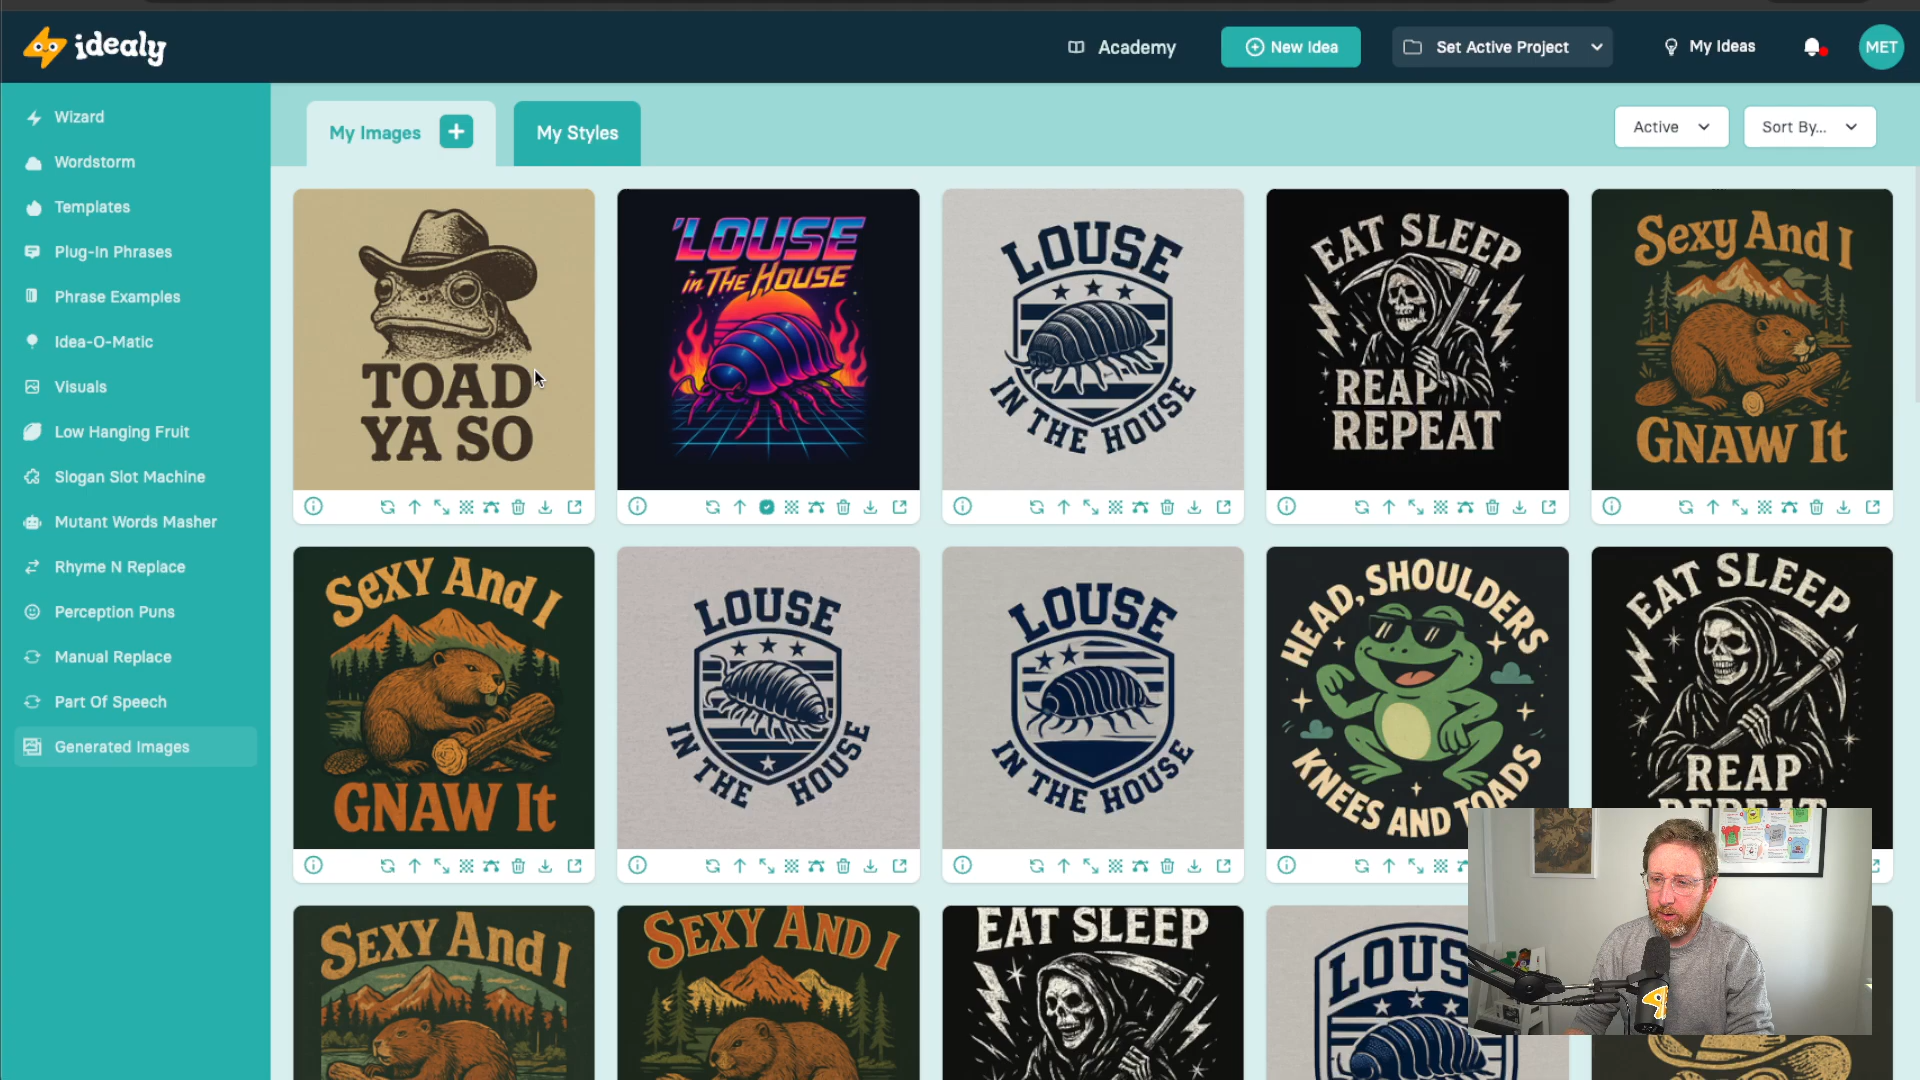 idealy
Academy
New Idea
Set Active Project
My Ideas
MET
Wizard
Wordstorm
Templates
Plug-In Phrases
Phrase Examples
Idea-O-Matic
Visuals
Low Hanging Fruit
Slogan Slot Machine
Mutant Words Masher
Rhyme N Replace
Perception Puns
Manual Replace
Part Of Speech
Generated Images
My Images
My Styles
Active
Sort By...
TOAD
YA SO
'LOUSE
in THE HOUSE
LOUSE
IN THE HOUSE
EAT SLEEP
REAP
REPEAT
Sexy And I
GNAW It
Sexy And I
GNAW It
LOUSE
IN THE HOUSE
LOUSE
IN THE HOUSE
HEAD, SHOULDERS
KNEES AND TOADS
EAT SLEEP
REAP
REPEAT
Sexy And I
Sexy And I
EAT SLEEP
LOUS